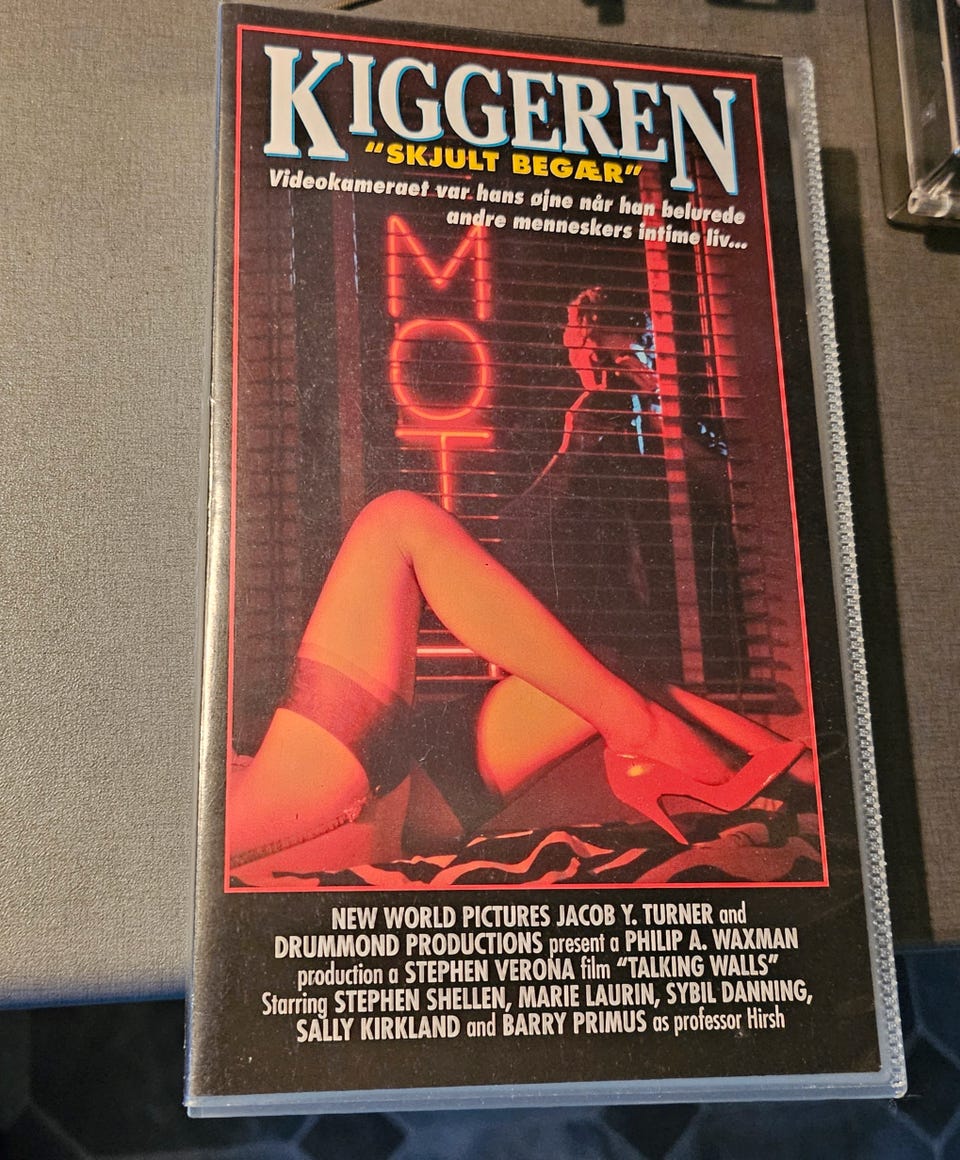 KIGGEREN
"SKJULT BEGÆR"
Videokameraet var hans øjne når han belurede
andre menneskers intime liv...
MOT
NEW WORLD PICTURES JACOB Y. TURNER and
DRUMMOND PRODUCTIONS present a PHILIP A. WAXMAN
production a STEPHEN VERONA film "TALKING WALLS"
Starring STEPHEN SHELLEN, MARIE LAURIN, SYBIL DANNING,
SALLY KIRKLAND and BARRY PRIMUS as professor Hirsh